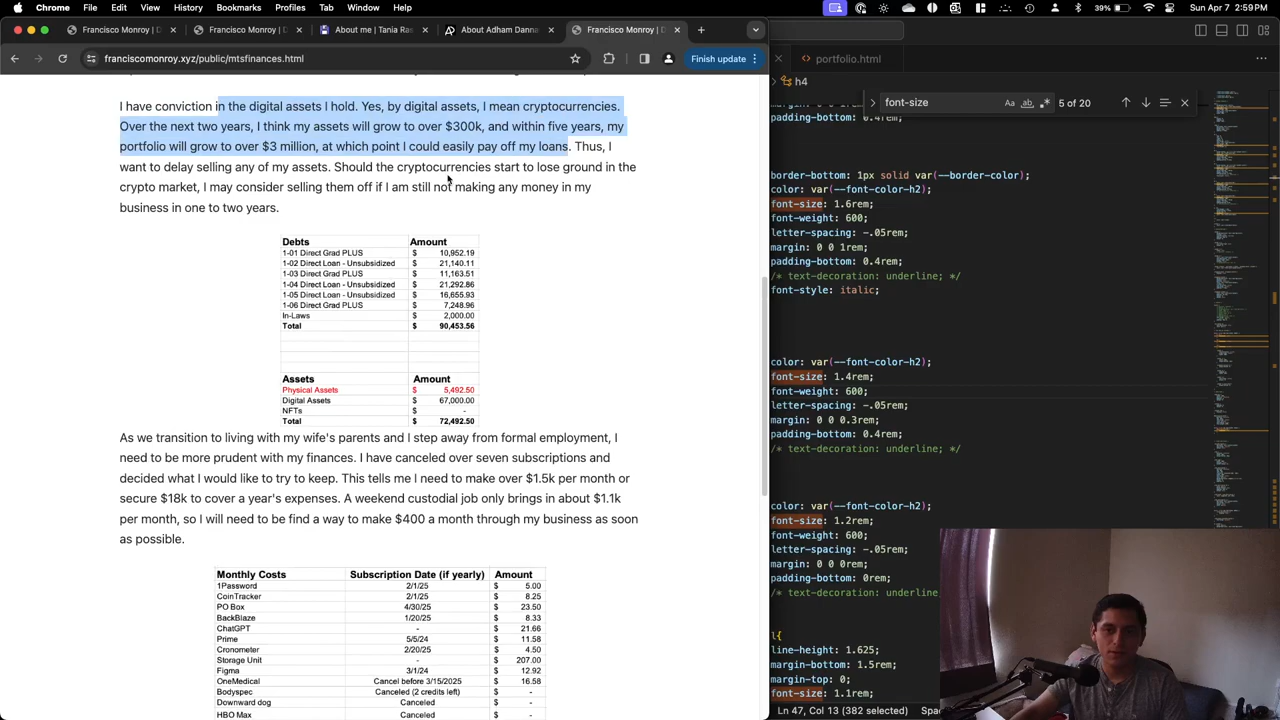 Chrome File Edit View History Bookmarks Profiles Tab Window Help 39% Sun Apr 7 2:59 PM
Francisco Monroy | Francisco Monroy | About me | Tania Ras About Adham Danna Francisco Monroy |
portfolio.html
franciscomonroy.xyz/public/mtsfinances.html Finish update
h4
font-size Aa ab 5 of 20
I have conviction in the digital assets I hold. Yes, by digital assets, I mean cryptocurrencies.
Over the next two years, I think my assets will grow to over $300k, and within five years, my
portfolio will grow to over $3 million, at which point I could easily pay off my loans. Thus, I
want to delay selling any of my assets. Should the cryptocurrencies start to lose ground in the
crypto market, I may consider selling them off if I am still not making any money in my
business in one to two years.
Debts Amount
1-01 Direct Grad PLUS $ 10,952.19
1-02 Direct Loan - Unsubsidized $ 21,140.11
1-03 Direct Grad PLUS $ 11,163.51
1-04 Direct Loan - Unsubsidized $ 21,292.86
1-05 Direct Loan - Unsubsidized $ 16,655.93
1-06 Direct Grad PLUS $ 7,248.96
In-Laws $ 2,000.00
Total $ 90,453.56
Assets Amount
Physical Assets $ 5,492.50
Digital Assets $ 67,000.00
NFTs $ -
Total $ 72,492.50
As we transition to living with my wife's parents and I step away from formal employment, I
need to be more prudent with my finances. I have canceled over seven subscriptions and
decided what I would like to try to keep. This tells me I need to make over $1.5k per month or
secure $18k to cover a year's expenses. A weekend custodial job only brings in about $1.1k
per month, so I will need to be find a way to make $400 a month through my business as soon
as possible.
Monthly Costs Subscription Date (if yearly) Amount
1Password 2/1/25 $ 5.00
CoinTracker 2/1/25 $ 8.25
PO Box 4/30/25 $ 23.50
BackBlaze 1/20/25 $ 8.33
ChatGPT - $ 21.66
Prime 5/5/24 $ 11.58
Cronometer 2/20/25 $ 4.50
Storage Unit - $ 207.00
Figma 3/1/24 $ 12.92
OneMedical Cancel before 3/15/2025 $ 16.58
Bodyspec Canceled (2 credits left) $ -
Downward dog Canceled $ -
HBO Max Canceled $ -
padding-bottom: 0.4rem;
border-bottom: 1px solid var(--border-color);
color: var(--font-color-h2);
font-size: 1.6rem;
font-weight: 600;
letter-spacing: -.05rem;
margin: 0 0 1rem;
padding-bottom: 0.4rem;
/* text-decoration: underline; */
font-style: italic;
color: var(--font-color-h2);
font-size: 1.4rem;
font-weight: 600;
letter-spacing: -.05rem;
margin: 0 0 0.3rem;
padding-bottom: 0.4rem;
/* text-decoration: underline; */
color: var(--font-color-h2);
font-size: 1.2rem;
font-weight: 600;
letter-spacing: -.05rem;
margin: 0 0 0rem;
padding-bottom: 0rem;
/* text-decoration: underline
l{
line-height: 1.625;
margin-bottom: 1.5rem;
margin-top: 0;
font-size: 1.1rem;
Ln 47, Col 13 (382 selected) Spac